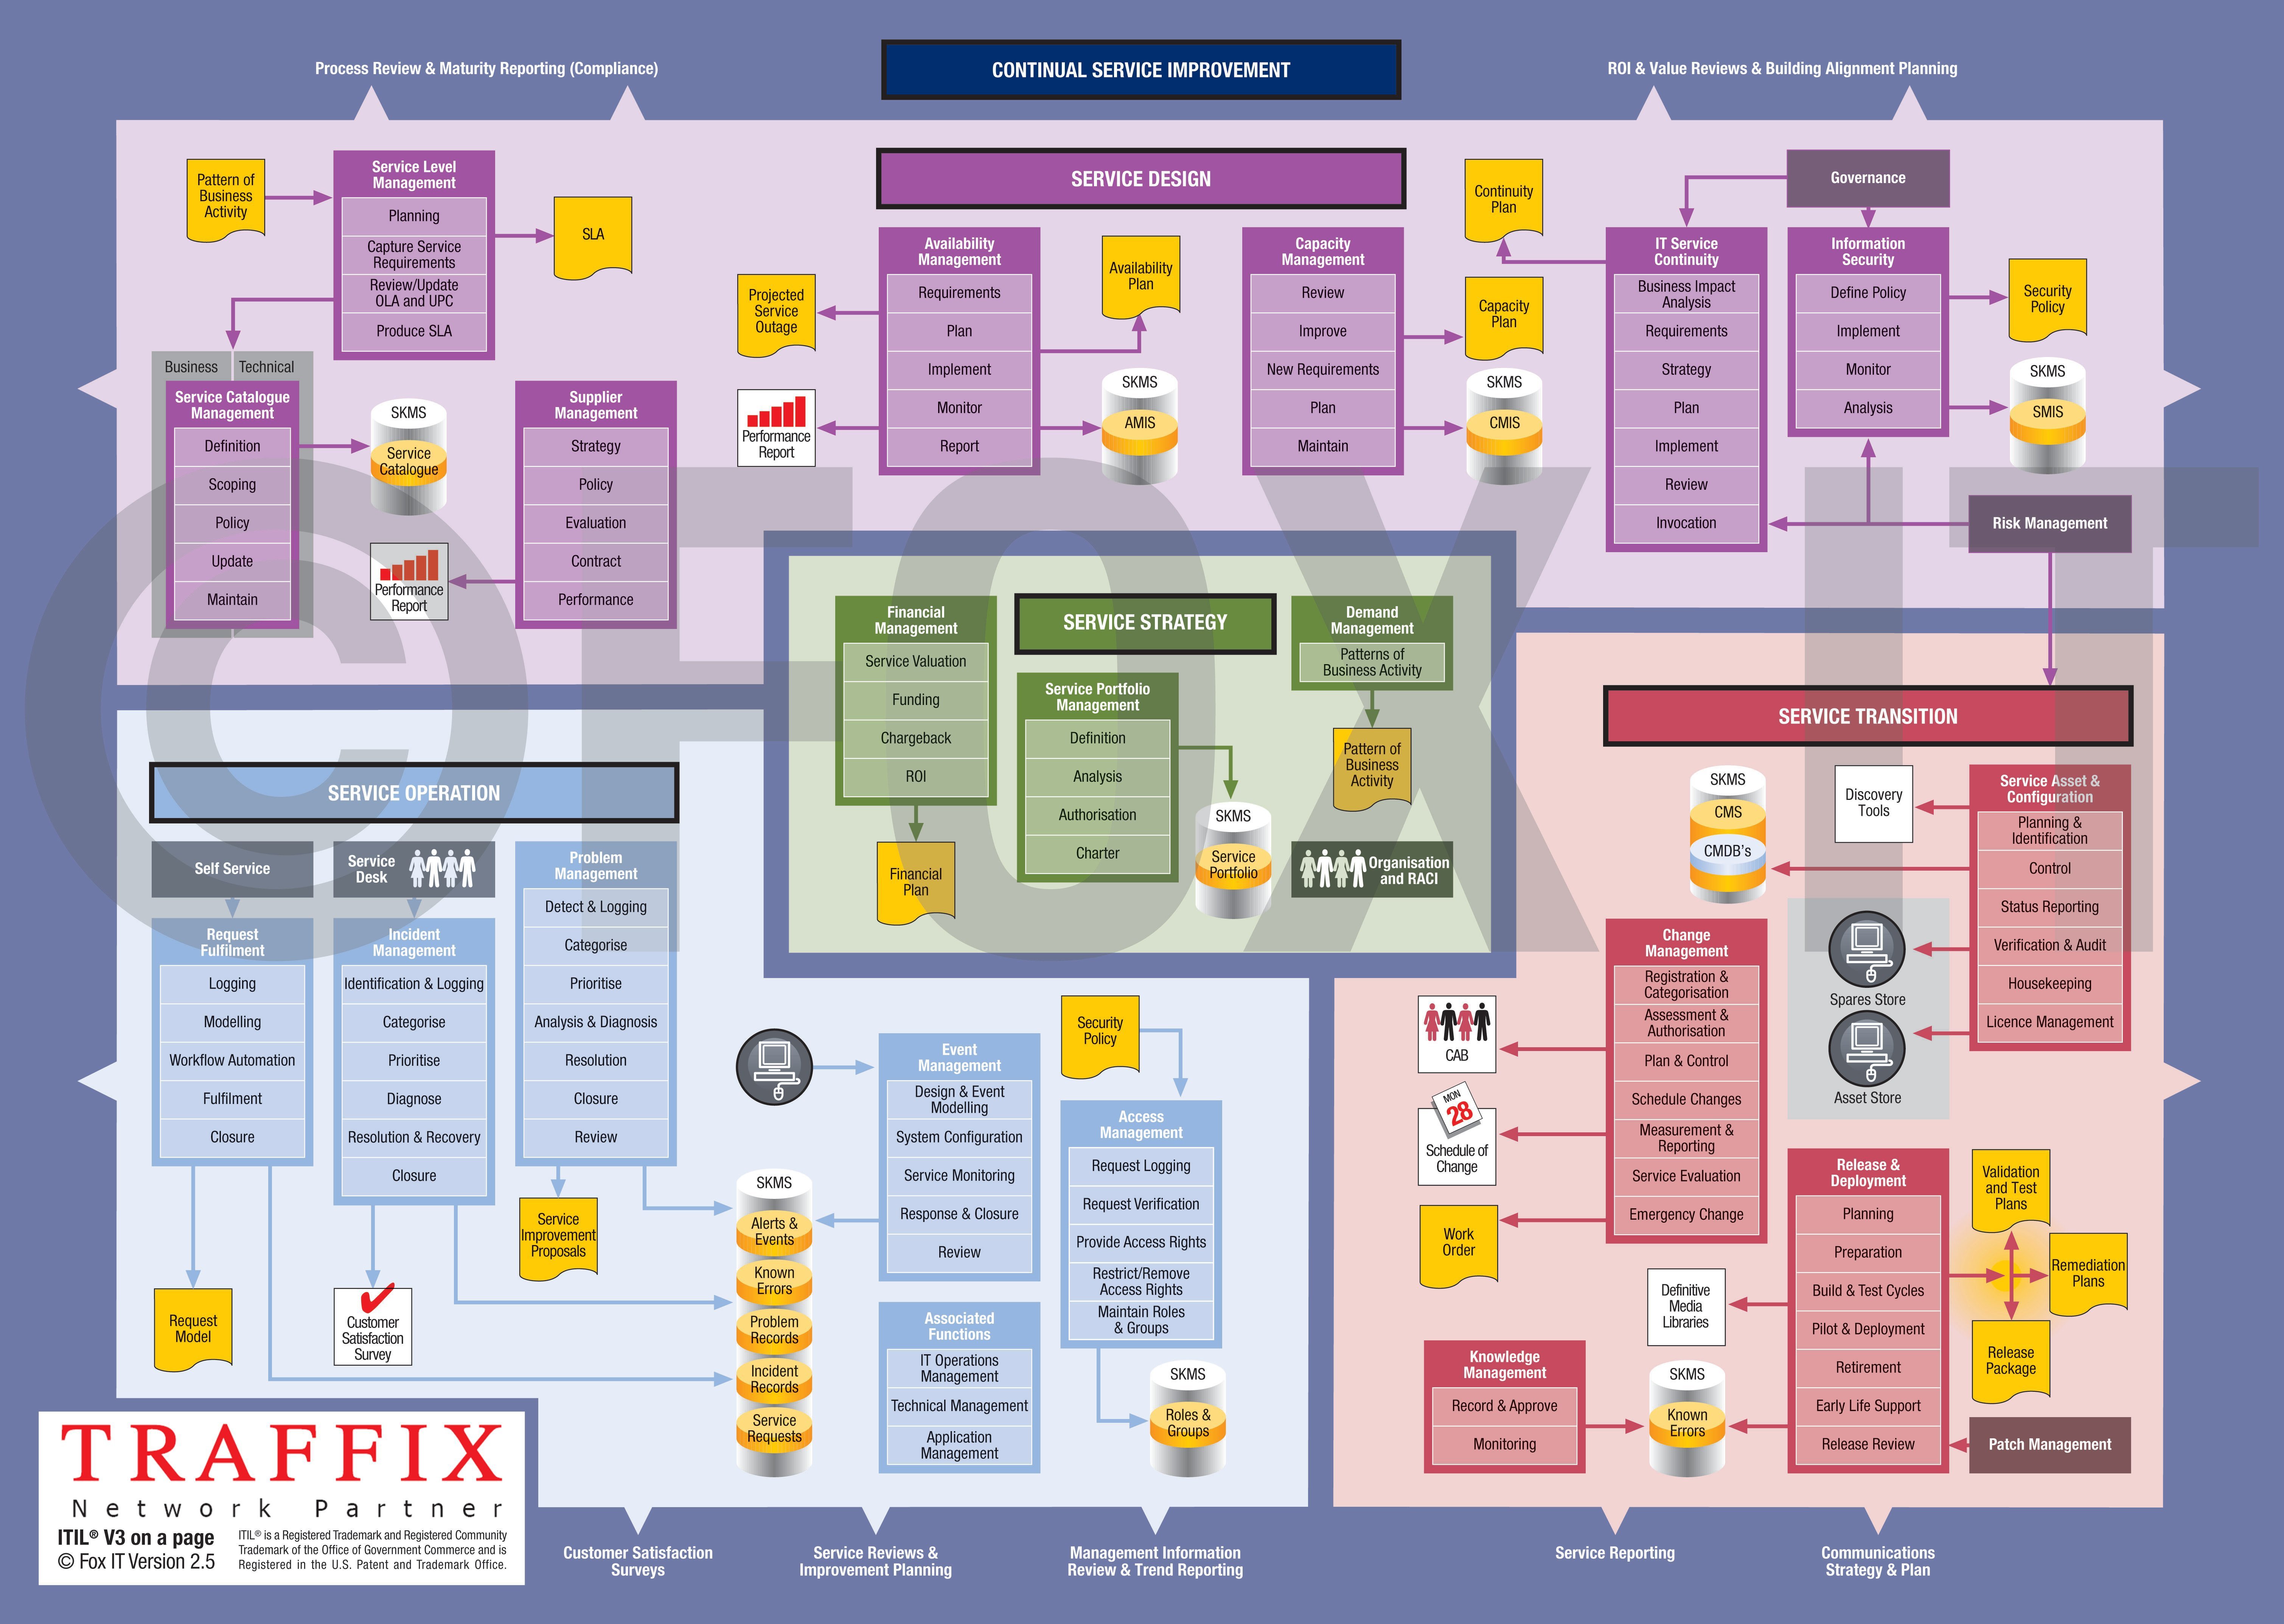 Process Review & Maturity Reporting (Compliance)
CONTINUAL SERVICE IMPROVEMENT
ROI & Value Reviews & Building Alignment Planning
Pattern of
Business
Activity
Service Level
Management
Planning
Capture Service
Requirements
Review/Update
OLA and UPC
Produce SLA
SLA
Business
Technical
Service Catalogue
Management
Definition
Scoping
Policy
Update
Maintain
SKMS
Service
Catalogue
Performance
Report
Supplier
Management
Strategy
Policy
Evaluation
Contract
Performance
SERVICE DESIGN
Projected
Service
Outage
Performance
Report
Availability
Management
Requirements
Plan
Implement
Monitor
Report
Availability
Plan
SKMS
AMIS
Capacity
Management
Review
Improve
New Requirements
Plan
Maintain
Continuity
Plan
Capacity
Plan
SKMS
CMIS
Governance
IT Service
Continuity
Business Impact
Analysis
Requirements
Strategy
Plan
Implement
Review
Invocation
Information
Security
Define Policy
Implement
Monitor
Analysis
Security
Policy
SKMS
SMIS
Risk Management
© FOX IT
SERVICE STRATEGY
Financial
Management
Service Valuation
Funding
Chargeback
ROI
Financial
Plan
Service Portfolio
Management
Definition
Analysis
Authorisation
Charter
SKMS
Service
Portfolio
Demand
Management
Patterns of
Business Activity
Pattern of
Business
Activity
Organisation
and RACI
SERVICE OPERATION
Self Service
Request
Fulfilment
Logging
Modelling
Workflow Automation
Fulfilment
Closure
Request
Model
Service
Desk
Incident
Management
Identification & Logging
Categorise
Prioritise
Diagnose
Resolution & Recovery
Closure
Customer
Satisfaction
Survey
Problem
Management
Detect & Logging
Categorise
Prioritise
Analysis & Diagnosis
Resolution
Closure
Review
Service
Improvement
Proposals
SKMS
Alerts &
Events
Known
Errors
Problem
Records
Incident
Records
Service
Requests
Event
Management
Design & Event
Modelling
System Configuration
Service Monitoring
Response & Closure
Review
Associated
Functions
IT Operations
Management
Technical Management
Application
Management
Security
Policy
Access
Management
Request Logging
Request Verification
Provide Access Rights
Restrict/Remove
Access Rights
Maintain Roles
& Groups
SKMS
Roles &
Groups
SERVICE TRANSITION
SKMS
CMS
CMDB's
Discovery
Tools
Service Asset &
Configuration
Planning &
Identification
Control
Status Reporting
Verification & Audit
Housekeeping
Licence Management
Spares Store
Asset Store
Change
Management
Registration &
Categorisation
Assessment &
Authorisation
Plan & Control
Schedule Changes
Measurement &
Reporting
Service Evaluation
Emergency Change
CAB
MON
28
Schedule of
Change
Work
Order
Release &
Deployment
Planning
Preparation
Build & Test Cycles
Pilot & Deployment
Retirement
Early Life Support
Release Review
Validation
and Test
Plans
Remediation
Plans
Release
Package
Definitive
Media
Libraries
Knowledge
Management
Record & Approve
Monitoring
SKMS
Known
Errors
Patch Management
TRAFFIX
Network Partner
ITIL® V3 on a page
© Fox IT Version 2.5
ITIL® is a Registered Trademark and Registered Community
Trademark of the Office of Government Commerce and is
Registered in the U.S. Patent and Trademark Office.
Customer Satisfaction
Surveys
Service Reviews &
Improvement Planning
Management Information
Review & Trend Reporting
Service Reporting
Communications
Strategy & Plan